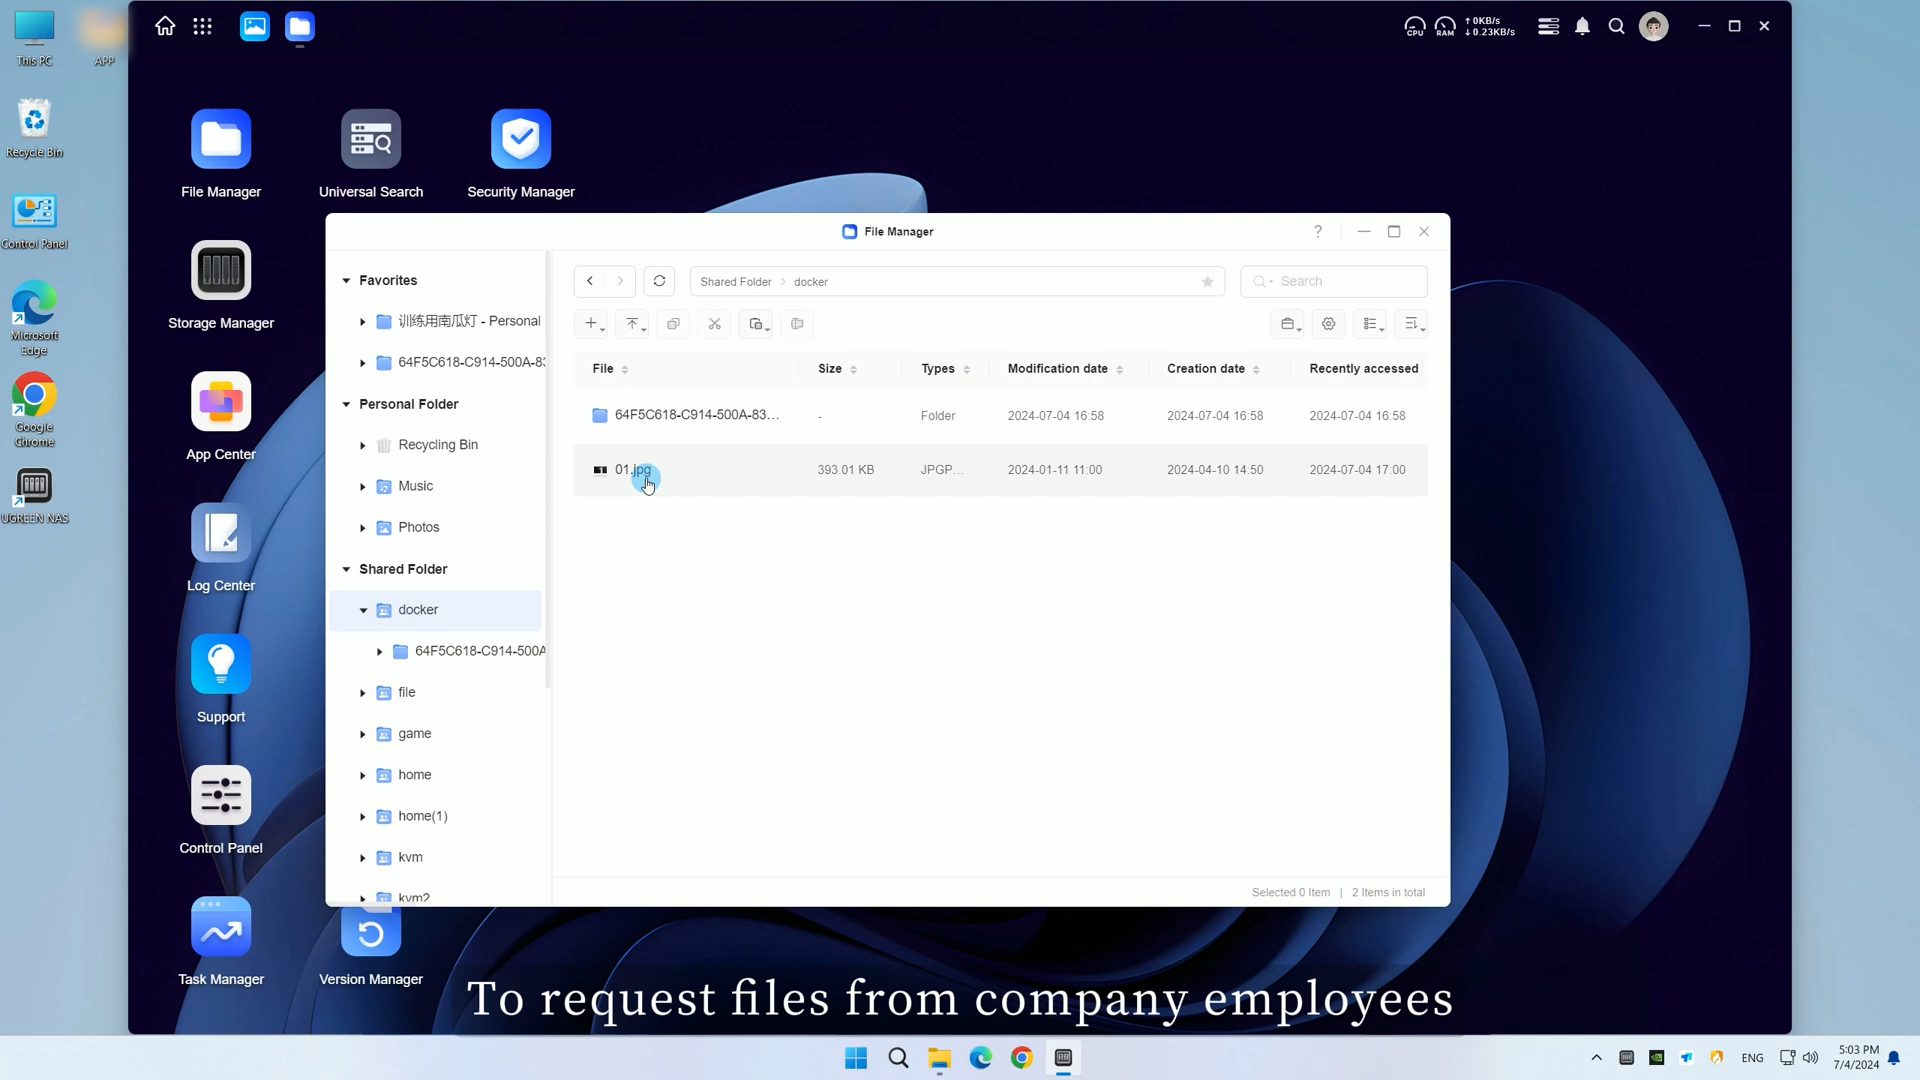 This PC
APP
Recycle Bin
Control Panel
Microsoft
Edge
Google
Chrome
UGREEN NAS
CPU
RAM
↑ 0KB/s
↓ 0.23KB/s
File Manager
Universal Search
Security Manager
Storage Manager
App Center
Log Center
Support
Control Panel
Task Manager
Version Manager
File Manager
?
Favorites
训练用南瓜灯 - Personal
64F5C618-C914-500A-83
Personal Folder
Recycling Bin
Music
Photos
Shared Folder
docker
64F5C618-C914-500A
file
game
home
home(1)
kvm
kvm2
Shared Folder > docker
Search
File Size Types Modification date Creation date Recently accessed
64F5C618-C914-500A-83... - Folder 2024-07-04 16:58 2024-07-04 16:58 2024-07-04 16:58
01.jpg 393.01 KB JPGP... 2024-01-11 11:00 2024-04-10 14:50 2024-07-04 17:00
Selected 0 Item | 2 Items in total
To request files from company employees
ENG
5:03 PM
7/4/2024